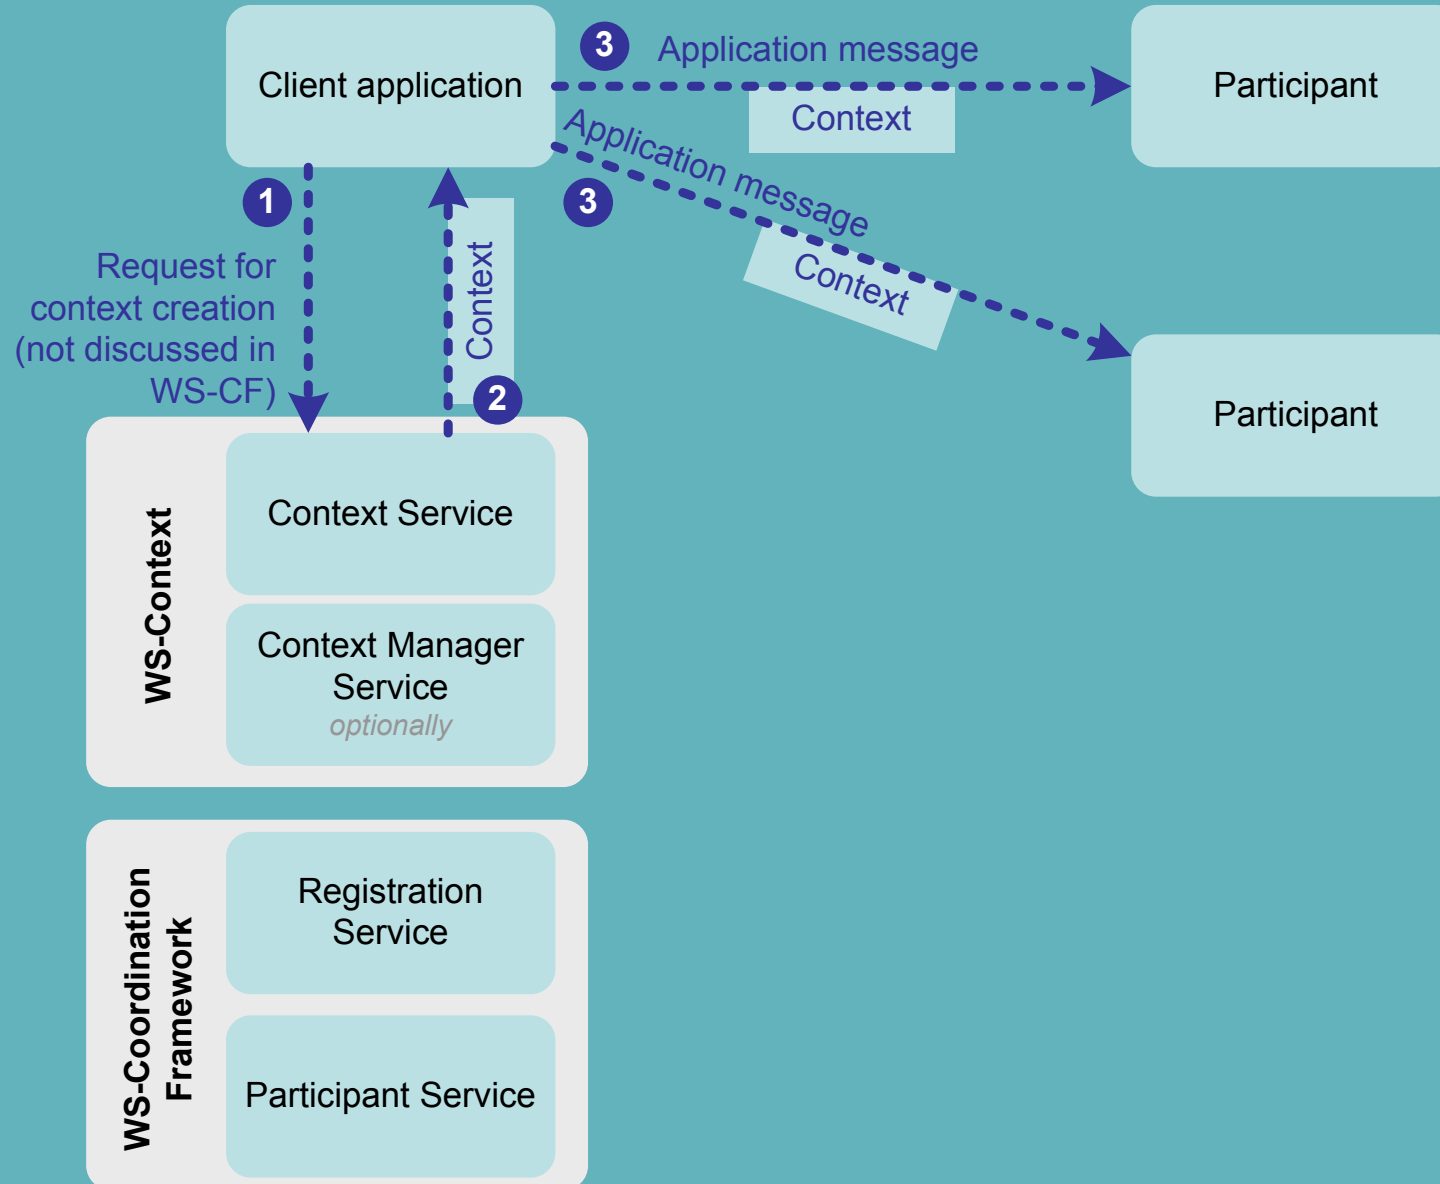 Client application
3
Application message
Context
Participant
Application message
3
Context
1
Request for
context creation
(not discussed in
WS-CF)
Context
2
Participant
WS-Context
Context Service
Context Manager
Service
optionally
WS-Coordination
Framework
Registration
Service
Participant Service